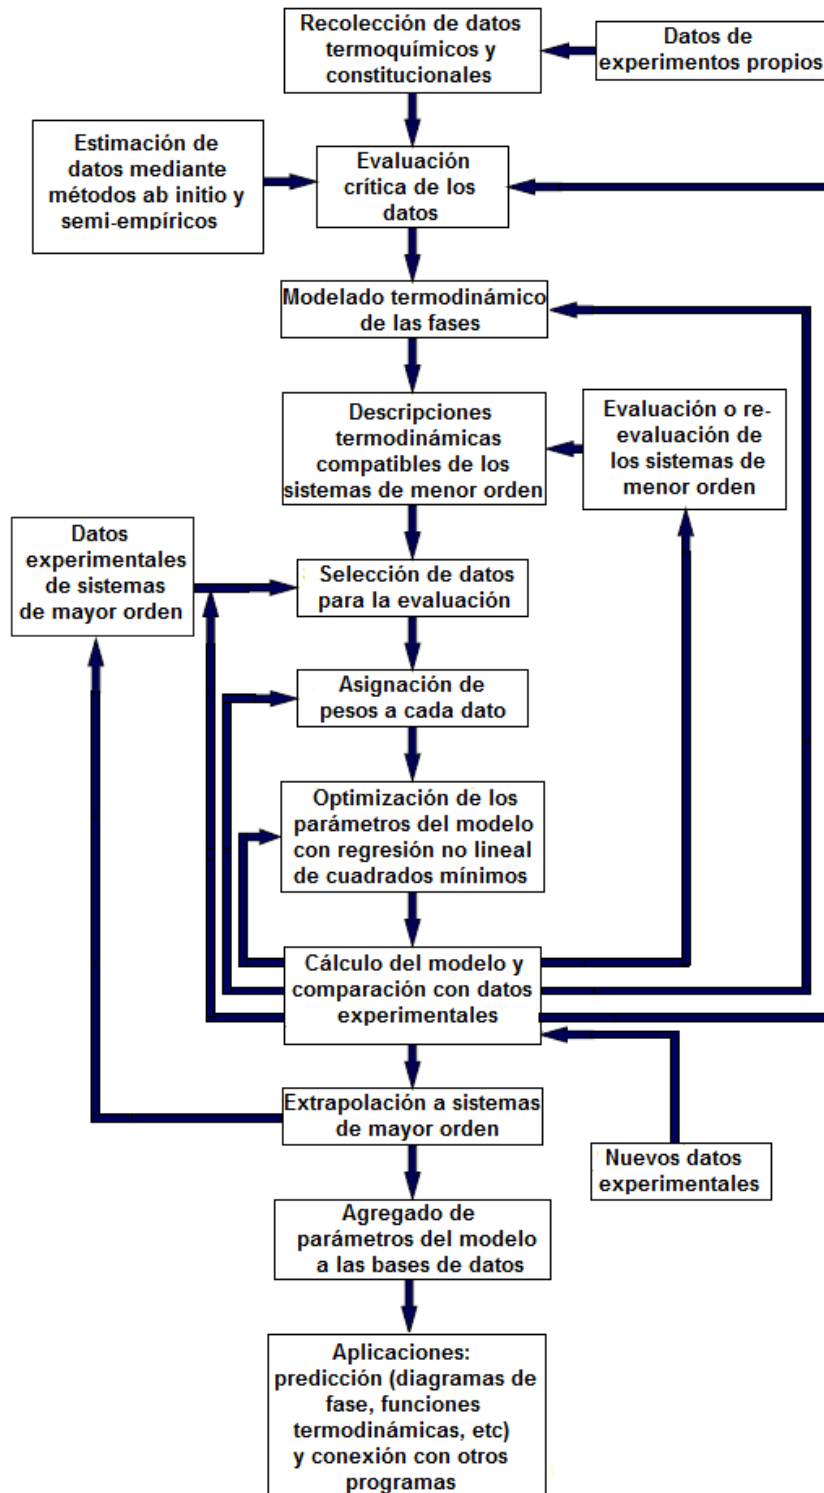 Recolección de datos
termoquímicos y
constitucionales
Datos de
experimentos propios
Estimación de
datos mediante
métodos ab initio y
semi-empíricos
Evaluación
crítica de los
datos
Modelado termodinámico
de las fases
Descripciones
termodinámicas
compatibles de los
sistemas de menor orden
Evaluación o re-
evaluación de
los sistemas de
menor orden
Datos
experimentales
de sistemas
de mayor orden
Selección de datos
para la evaluación
Asignación de
pesos a cada dato
Optimización de los
parámetros del modelo
con regresión no lineal
de cuadrados mínimos
Cálculo del modelo y
comparación con datos
experimentales
Extrapolación a sistemas
de mayor orden
Nuevos datos
experimentales
Agregado de
parámetros del modelo
a las bases de datos
Aplicaciones:
predicción (diagramas de
fase, funciones
termodinámicas, etc)
y conexión con otros
programas